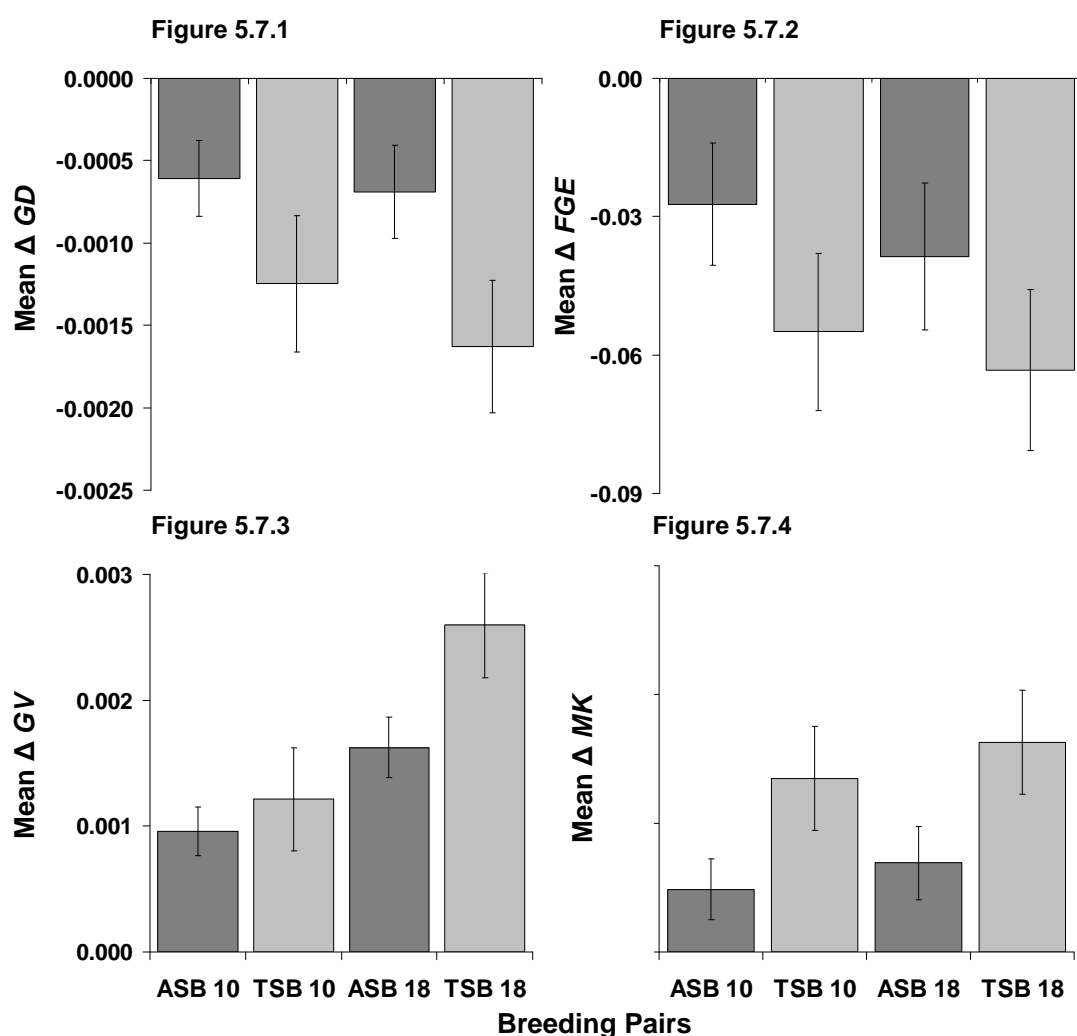 Figure 5.7.1
0.0000
-0.0005
-0.0010
-0.0015
-0.0020
-0.0025
Mean Δ GD
Figure 5.7.2
0.00
-0.03
-0.06
-0.09
Mean Δ FGE
Figure 5.7.3
0.003
0.002
0.001
0.000
Mean Δ GV
ASB 10 TSB 10 ASB 18 TSB 18
Figure 5.7.4
Mean Δ MK
ASB 10 TSB 10 ASB 18 TSB 18
Breeding Pairs